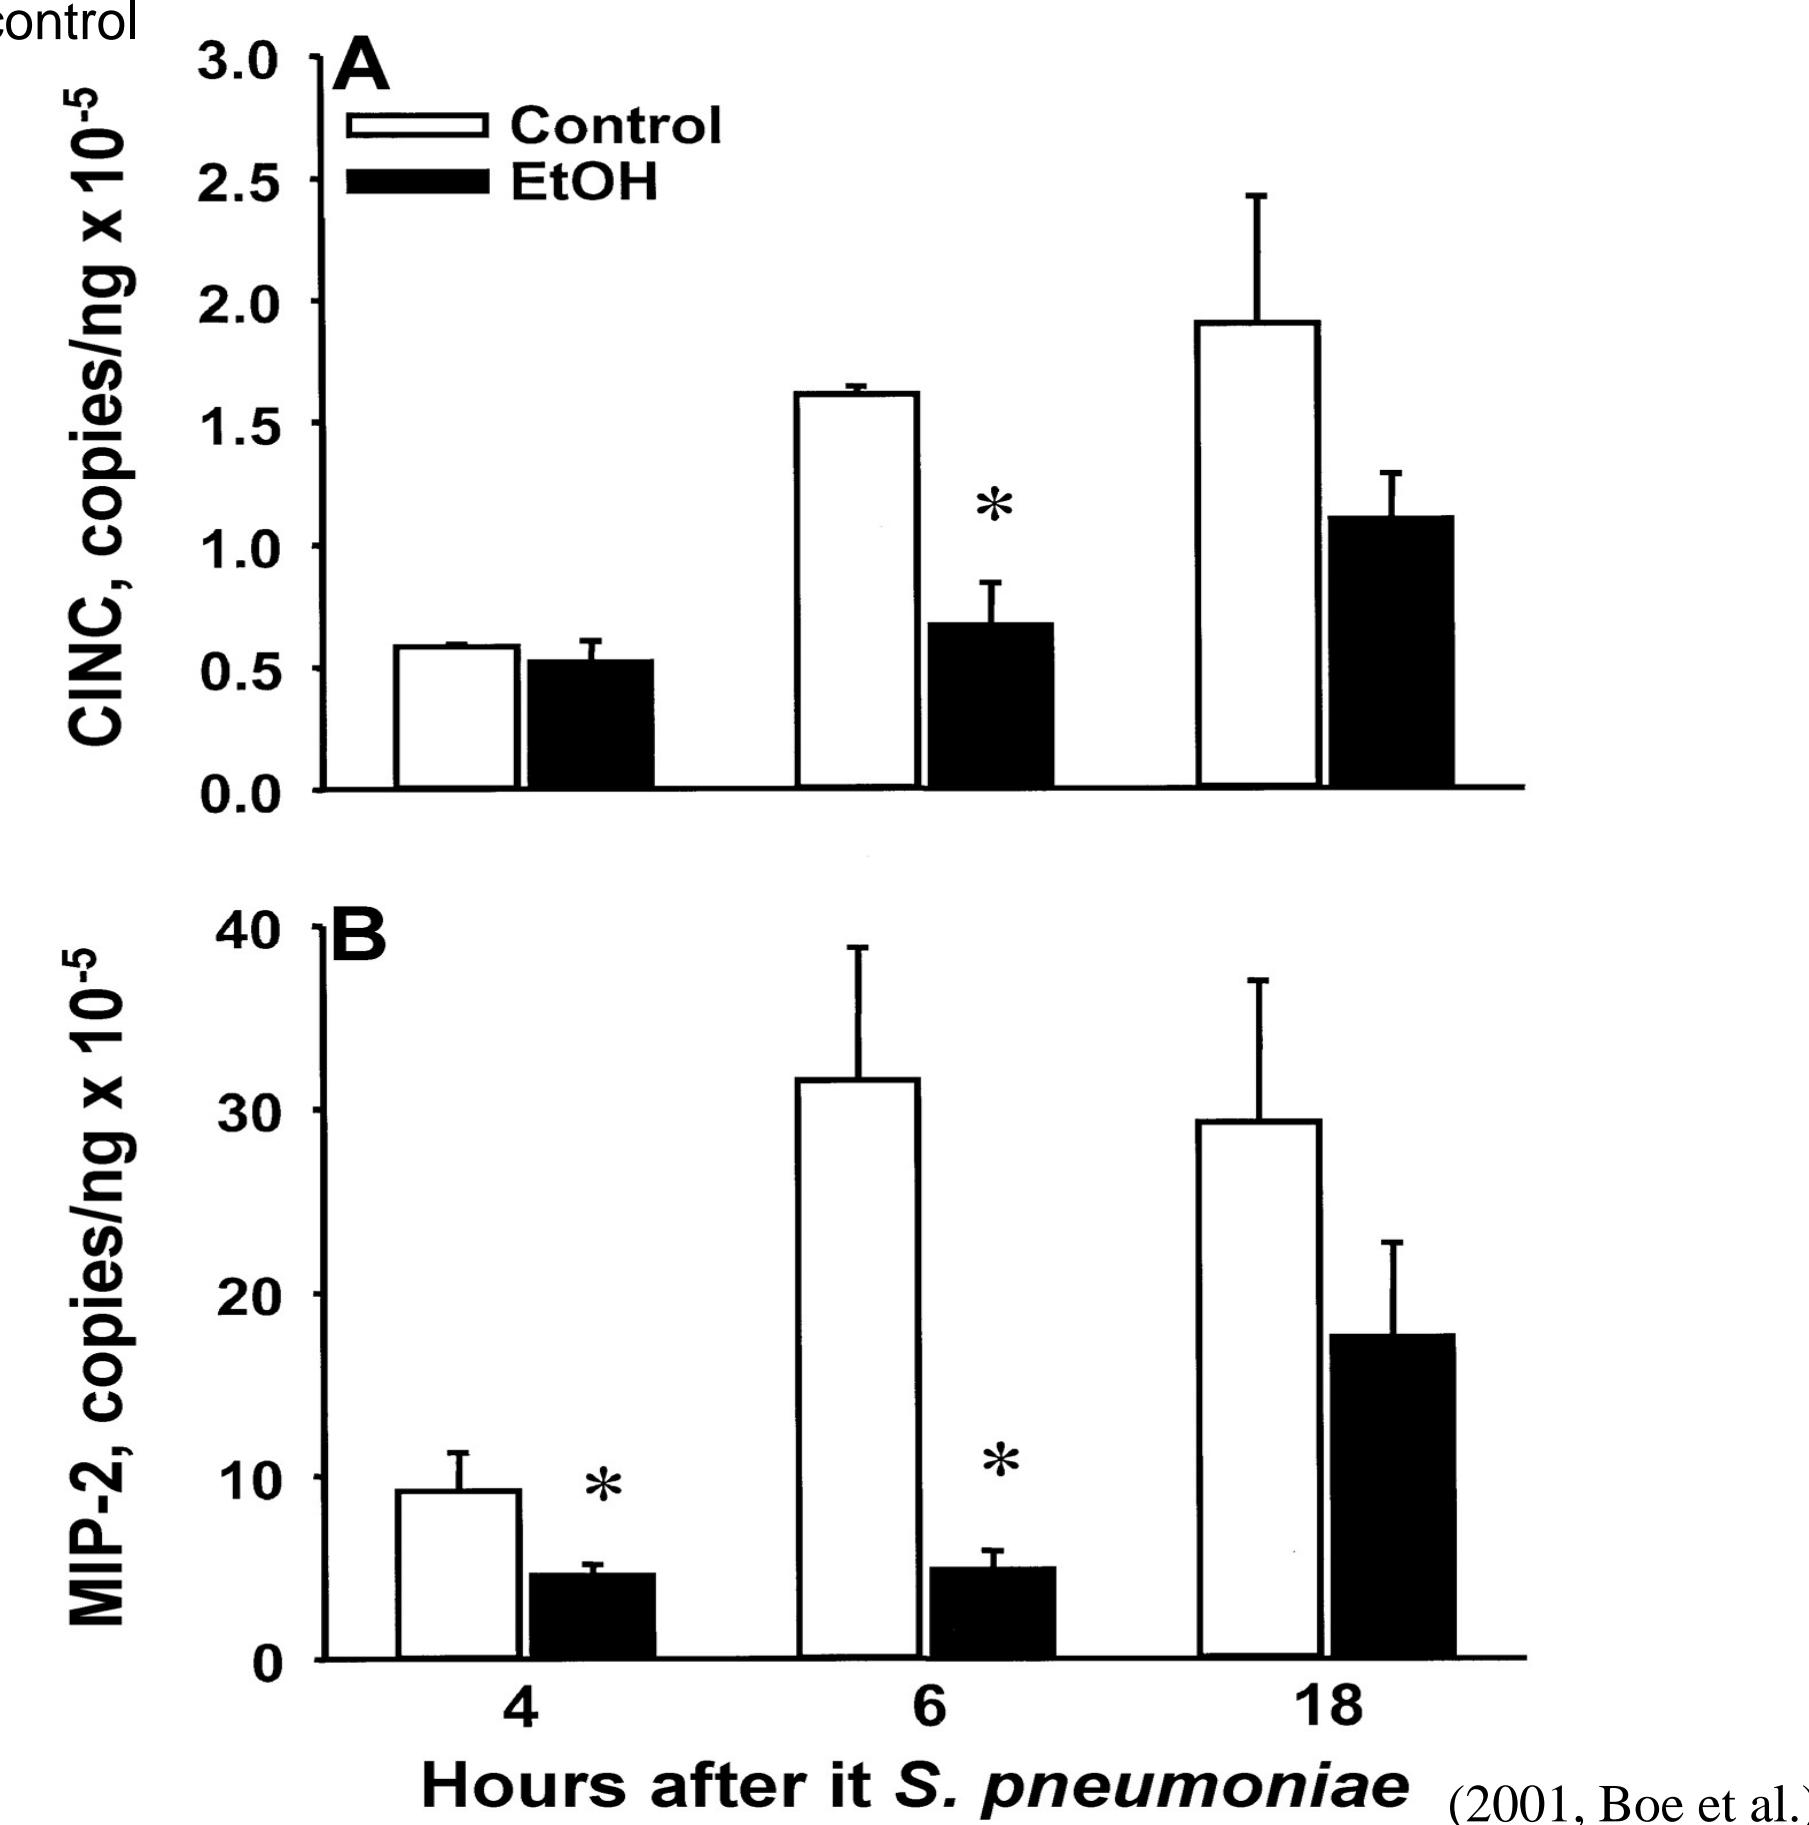 control
A
Control
EtOH
CINC, copies/ng x 10-5
3.0
2.5
2.0
1.5
1.0
0.5
0.0
*
B
MIP-2, copies/ng x 10-5
40
30
20
10
0
*
*
4 6 18
Hours after it S. pneumoniae
(2001, Boe et al.)